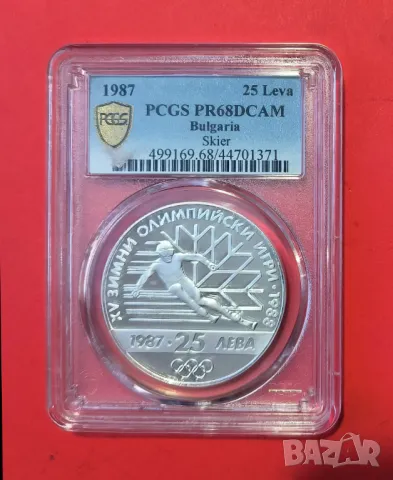 1987 25 Leva
PCGS PR68DCAM
Bulgaria
Skier
499169.68/44701371
PCGS
XV ЗИМНИ ОЛИМПИЙСКИ ИГРИ • 1988
1987 • 25 ЛЕВА
BAZAR
bg